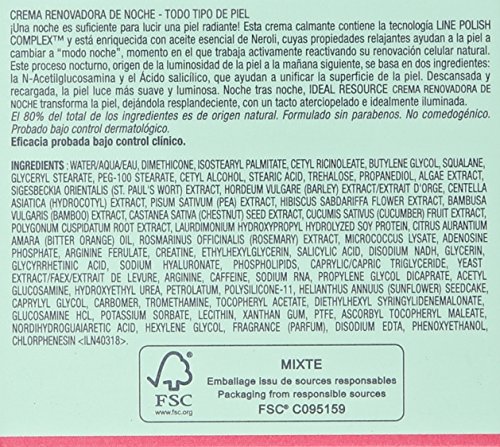 CREMA RENOVADORA DE NOCHE - TODO TIPO DE PIEL
¡Una noche es suficiente para lucir una piel radiante! Esta crema calmante contiene la tecnología LINE POLISH
COMPLEX™ y está enriquecida con aceite esencial de Neroli, cuyas propiedades relajantes ayudan a la piel a
cambiar a “modo noche”, momento en el que trabaja activamente reactivando su renovación celular natural.
Este proceso nocturno, origen de la luminosidad de la piel a la mañana siguiente, se basa en dos ingredientes:
la N-Acetilglucosamina y el Ácido salicílico, que ayudan a unificar la superficie de la piel. Descansada y
recargada, la piel luce más suave y luminosa. Noche tras noche, IDEAL RESOURCE CREMA RENOVADORA DE
NOCHE transforma la piel, dejándola resplandeciente, con un tacto aterciopelado e idealmente iluminada.
El 80% del total de los ingredientes es de origen natural. Formulado sin parabenos. No comedogénico.
Probado bajo control dermatológico.
Eficacia probada bajo control clínico.
INGREDIENTS: WATER/AQUA/EAU, DIMETHICONE, ISOSTEARYL PALMITATE, CETYL RICINOLEATE, BUTYLENE GLYCOL, SQUALANE,
GLYCERYL STEARATE, PEG-100 STEARATE, CETYL ALCOHOL, STEARIC ACID, TREHALOSE, PROPANEDIOL, ALGAE EXTRACT,
SIGESBECKIA ORIENTALIS (ST. PAUL'S WORT) EXTRACT, HORDEUM VULGARE (BARLEY) EXTRACT/EXTRAIT D'ORGE, CENTELLA
ASIATICA (HYDROCOTYL) EXTRACT, PISUM SATIVUM (PEA) EXTRACT, HIBISCUS SABDARIFFA FLOWER EXTRACT, BAMBUSA
VULGARIS (BAMBOO) EXTRACT, CASTANEA SATIVA (CHESTNUT) SEED EXTRACT, CUCUMIS SATIVUS (CUCUMBER) FRUIT EXTRACT,
POLYGONUM CUSPIDATUM ROOT EXTRACT, LAURDIMONIUM HYDROXYPROPYL HYDROLYZED SOY PROTEIN, CITRUS AURANTIUM
AMARA (BITTER ORANGE) OIL, ROSMARINUS OFFICINALIS (ROSEMARY) EXTRACT, MICROCOCCUS LYSATE, ADENOSINE
PHOSPHATE, ARGININE FERULATE, CREATINE, ETHYLHEXYLGLYCERIN, SALICYLIC ACID, DISODIUM NADH, GLYCERIN,
GLYCYRRHETINIC ACID, SODIUM HYALURONATE, PHOSPHOLIPIDS, CAPRYLIC/CAPRIC TRIGLYCERIDE, YEAST
EXTRACT/FAEX/EXTRAIT DE LEVURE, ARGININE, CAFFEINE, SODIUM RNA, PROPYLENE GLYCOL DICAPRATE, ACETYL
GLUCOSAMINE, HYDROXYETHYL UREA, PETROLATUM, POLYSILICONE-11, HELIANTHUS ANNUUS (SUNFLOWER) SEEDCAKE,
CAPRYLYL GLYCOL, CARBOMER, TROMETHAMINE, TOCOPHERYL ACETATE, DIETHYLHEXYL SYRINGYLIDENEMALONATE,
GLUCOSAMINE HCL, POTASSIUM SORBATE, LECITHIN, XANTHAN GUM, PTFE, ASCORBYL TOCOPHERYL MALEATE,
NORDIHYDROGUAIARETIC ACID, HEXYLENE GLYCOL, FRAGRANCE (PARFUM), DISODIUM EDTA, PHENOXYETHANOL,
CHLORPHENESIN <ILN40318>
FSC
www.fsc.org
MIXTE
Emballage issu de sources responsables
Packaging from responsible sources
FSC® C095159